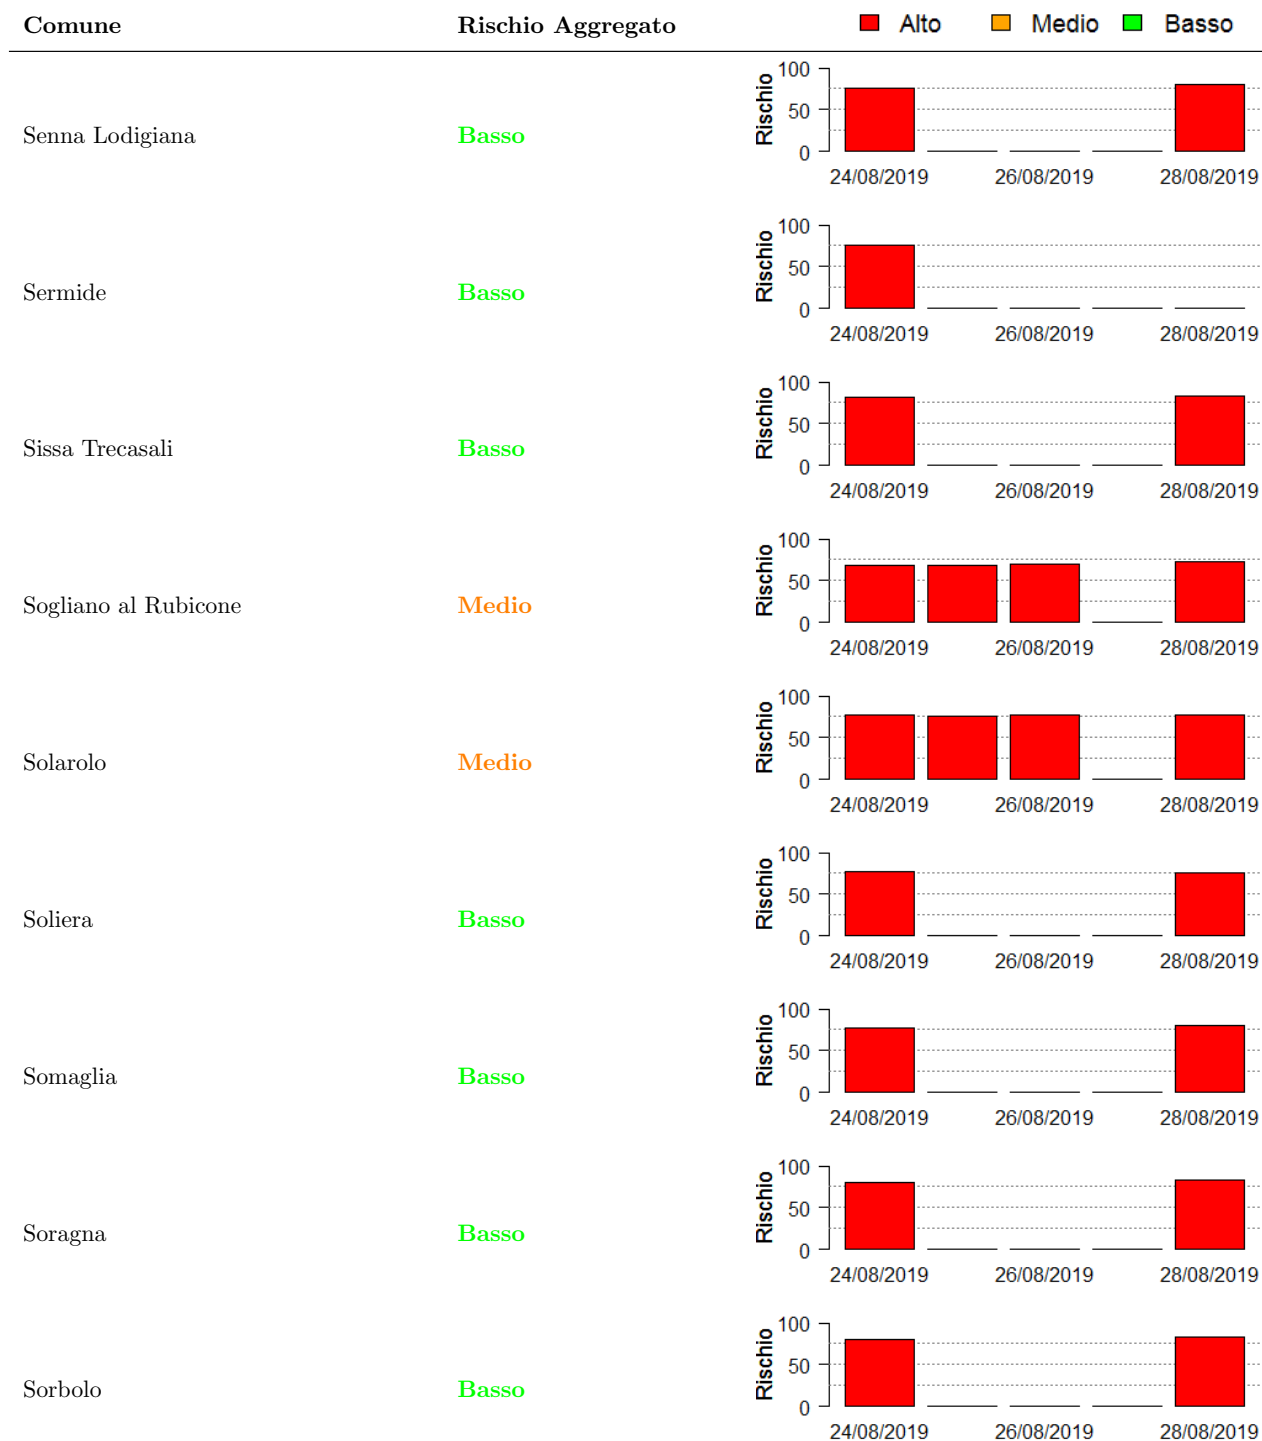 Comune Rischio Aggregato Alto Medio Basso
100
50
0
Rischio
Senna Lodigiana Basso
24/08/2019 26/08/2019 28/08/2019
100
50
0
Rischio
Sermide Basso
24/08/2019 26/08/2019 28/08/2019
100
50
0
Rischio
Sissa Trecasali Basso
24/08/2019 26/08/2019 28/08/2019
100
50
0
Rischio
Sogliano al Rubicone Medio
24/08/2019 26/08/2019 28/08/2019
100
50
0
Rischio
Solarolo Medio
24/08/2019 26/08/2019 28/08/2019
100
50
0
Rischio
Soliera Basso
24/08/2019 26/08/2019 28/08/2019
100
50
0
Rischio
Somaglia Basso
24/08/2019 26/08/2019 28/08/2019
100
50
0
Rischio
Soragna Basso
24/08/2019 26/08/2019 28/08/2019
100
50
0
Rischio
Sorbolo Basso
24/08/2019 26/08/2019 28/08/2019